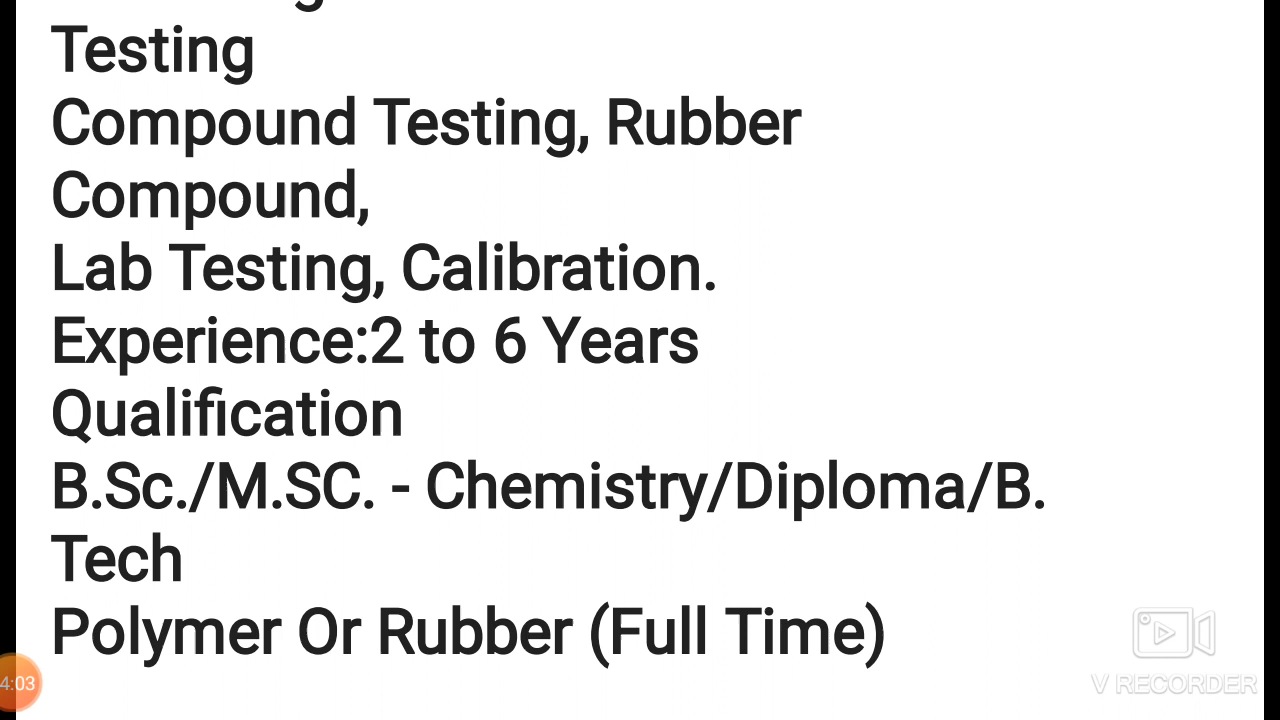 Testing
Compound Testing, Rubber
Compound,
Lab Testing, Calibration.
Experience:2 to 6 Years
Qualification
B.Sc./M.SC. - Chemistry/Diploma/B.
Tech
Polymer Or Rubber (Full Time)
4:03
V RECORDER